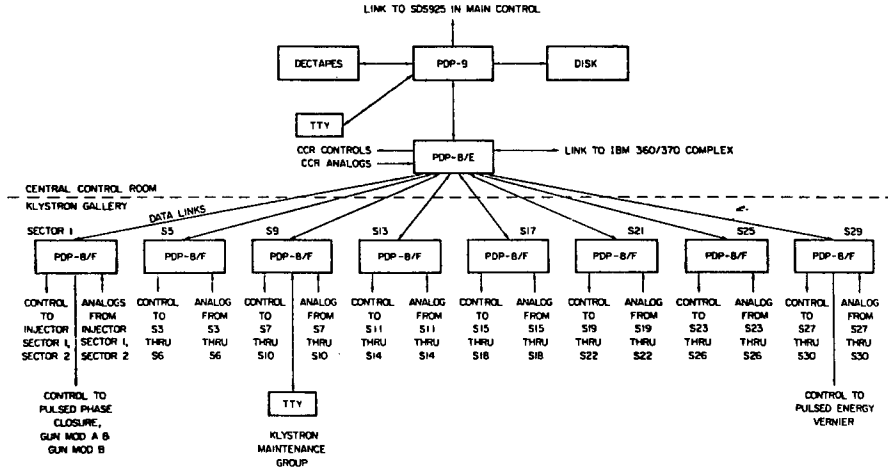 LINK TO SDS925 IN MAIN CONTROL
DECTAPES
PDP-9
DISK
TTY
CCR CONTROLS
CCR ANALOGS
PDP-8/E
LINK TO IBM 360/370 COMPLEX
CENTRAL CONTROL ROOM
KLYSTRON GALLERY
DATA LINKS
SECTOR 1
S5
S9
S13
S17
S21
S25
S29
PDP-8/F
PDP-8/F
PDP-8/F
PDP-8/F
PDP-8/F
PDP-8/F
PDP-8/F
PDP-8/F
CONTROL
TO
INJECTOR
SECTOR 1,
SECTOR 2
ANALOGS
FROM
INJECTOR
SECTOR 1,
SECTOR 2
CONTROL
TO
S3
THRU
S6
ANALOG
FROM
S3
THRU
S6
CONTROL
TO
S7
THRU
S10
ANALOG
FROM
S7
THRU
S10
CONTROL
TO
S11
THRU
S14
ANALOG
FROM
S11
THRU
S14
CONTROL
TO
S15
THRU
S18
ANALOG
FROM
S15
THRU
S18
CONTROL
TO
S19
THRU
S22
ANALOG
FROM
S19
THRU
S22
CONTROL
TO
S23
THRU
S26
ANALOG
FROM
S23
THRU
S26
CONTROL
TO
S27
THRU
S30
ANALOG
FROM
S27
THRU
S30
CONTROL TO
PULSED PHASE
CLOSURE,
GUN MOD A &
GUN MOD B
TTY
KLYSTRON
MAINTENANCE
GROUP
CONTROL TO
PULSED ENERGY
VERNIER